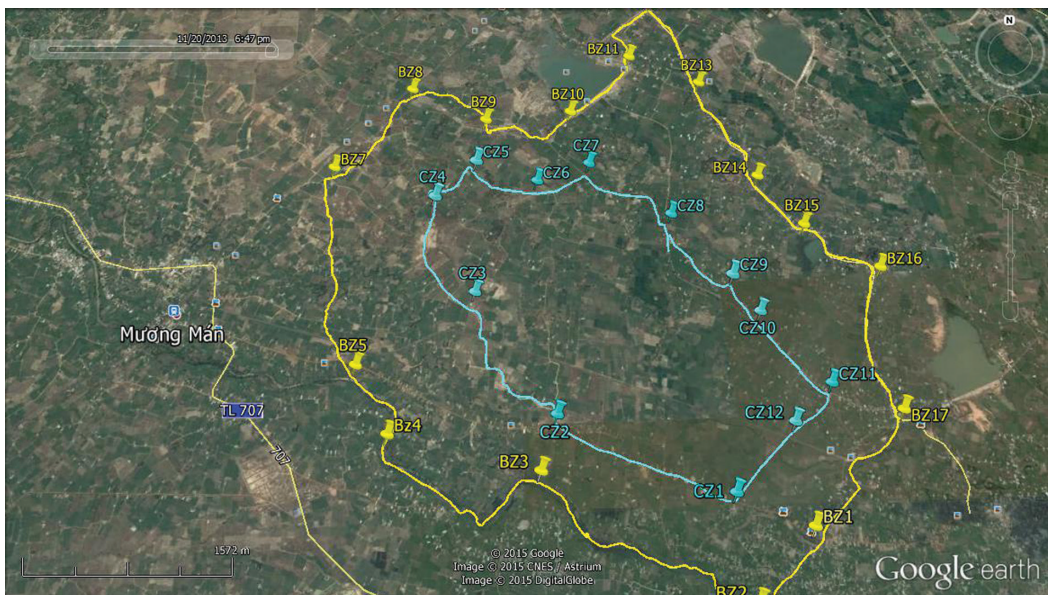 11/20/2013 6:47 pm
N
BZ11
BZ13
BZ8
BZ9
BZ10
BZ7
CZ5
CZ7
CZ6
CZ4
BZ14
CZ8
BZ15
CZ9
BZ16
CZ3
CZ10
Mương Mán
BZ5
CZ11
TL 707
CZ12
BZ17
Bz4
CZ2
707
BZ3
CZ1
BZ1
1572 m
© 2015 Google
Image © 2015 CNES / Astrium
Image © 2015 DigitalGlobe
Google earth
BZ2